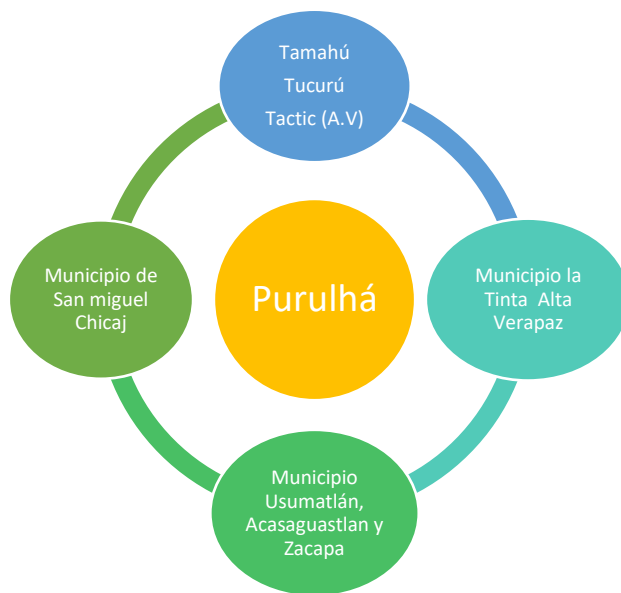 Tamahú
Tucurú
Tactic (A.V)
Municipio de
San miguel
Chicaj
Purulhá
Municipio la
Tinta Alta
Verapaz
Municipio
Usumatlán,
Acasaguastlan y
Zacapa